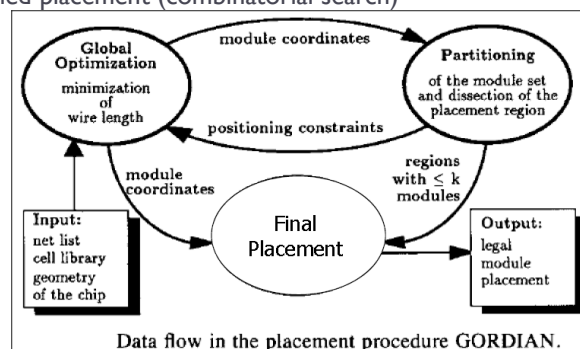 placement (combinatorial search)
Global
Optimization
minimization
of
wire length
module coordinates
Partitioning
of the module set
and dissection of the
placement region
positioning constraints
module
coordinates
regions
with ≤ k
modules
Final
Placement
Input:
net list
cell library
geometry
of the chip
Output:
legal
module
placement
Data flow in the placement procedure GORDIAN.